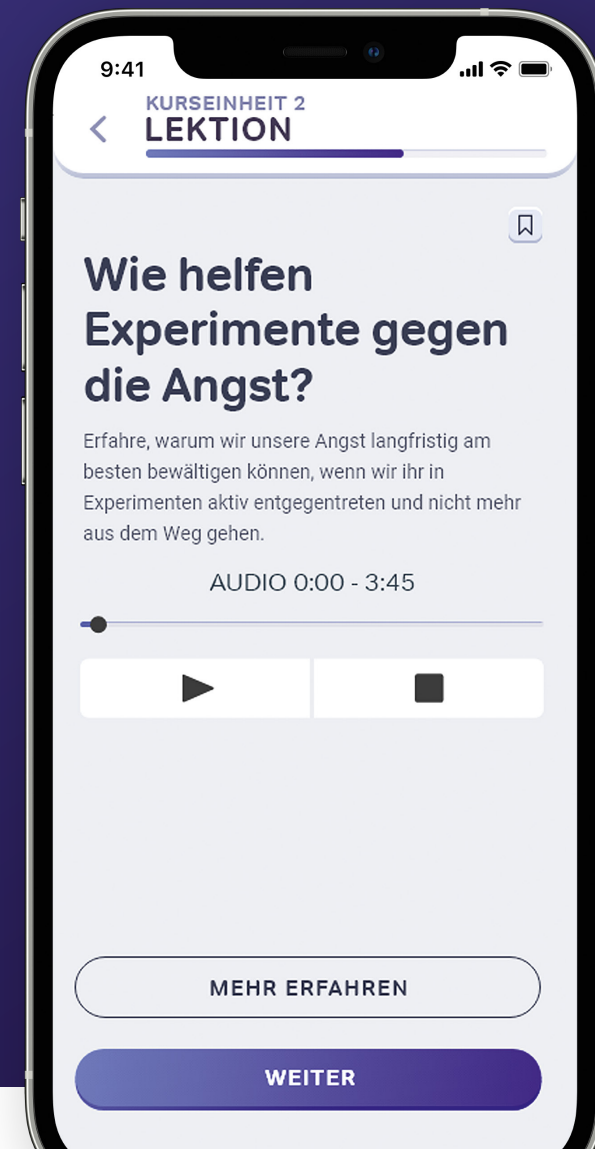 9:41
KURSEINHEIT 2
LEKTION
Wie helfen
Experimente gegen
die Angst?
Erfahre, warum wir unsere Angst langfristig am
besten bewältigen können, wenn wir ihr in
Experimenten aktiv entgegentreten und nicht mehr
aus dem Weg gehen.
AUDIO 0:00 - 3:45
MEHR ERFAHREN
WEITER